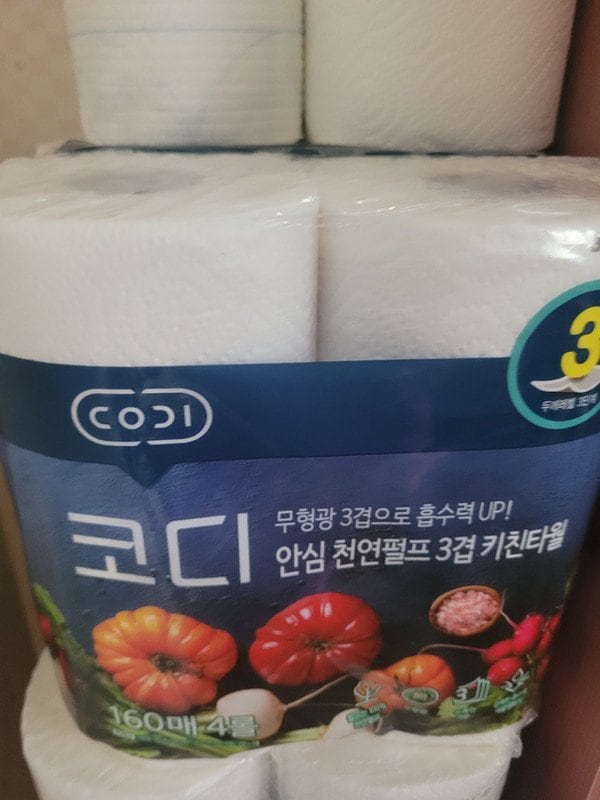 3
CODI
코디
무형광 3겹으로 흡수력 UP!
안심 천연펄프 3겹 키친타월
160매 4롤